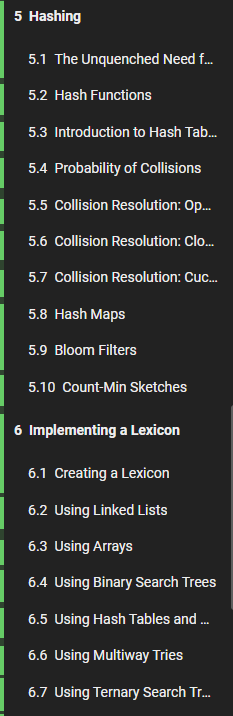 5 Hashing
5.1 The Unquenched Need f...
5.2 Hash Functions
5.3 Introduction to Hash Tab...
5.4 Probability of Collisions
5.5 Collision Resolution: Op...
5.6 Collision Resolution: Clo...
5.7 Collision Resolution: Cuc...
5.8 Hash Maps
5.9 Bloom Filters
5.10 Count-Min Sketches
6 Implementing a Lexicon
6.1 Creating a Lexicon
6.2 Using Linked Lists
6.3 Using Arrays
6.4 Using Binary Search Trees
6.5 Using Hash Tables and ...
6.6 Using Multiway Tries
6.7 Using Ternary Search Tr...